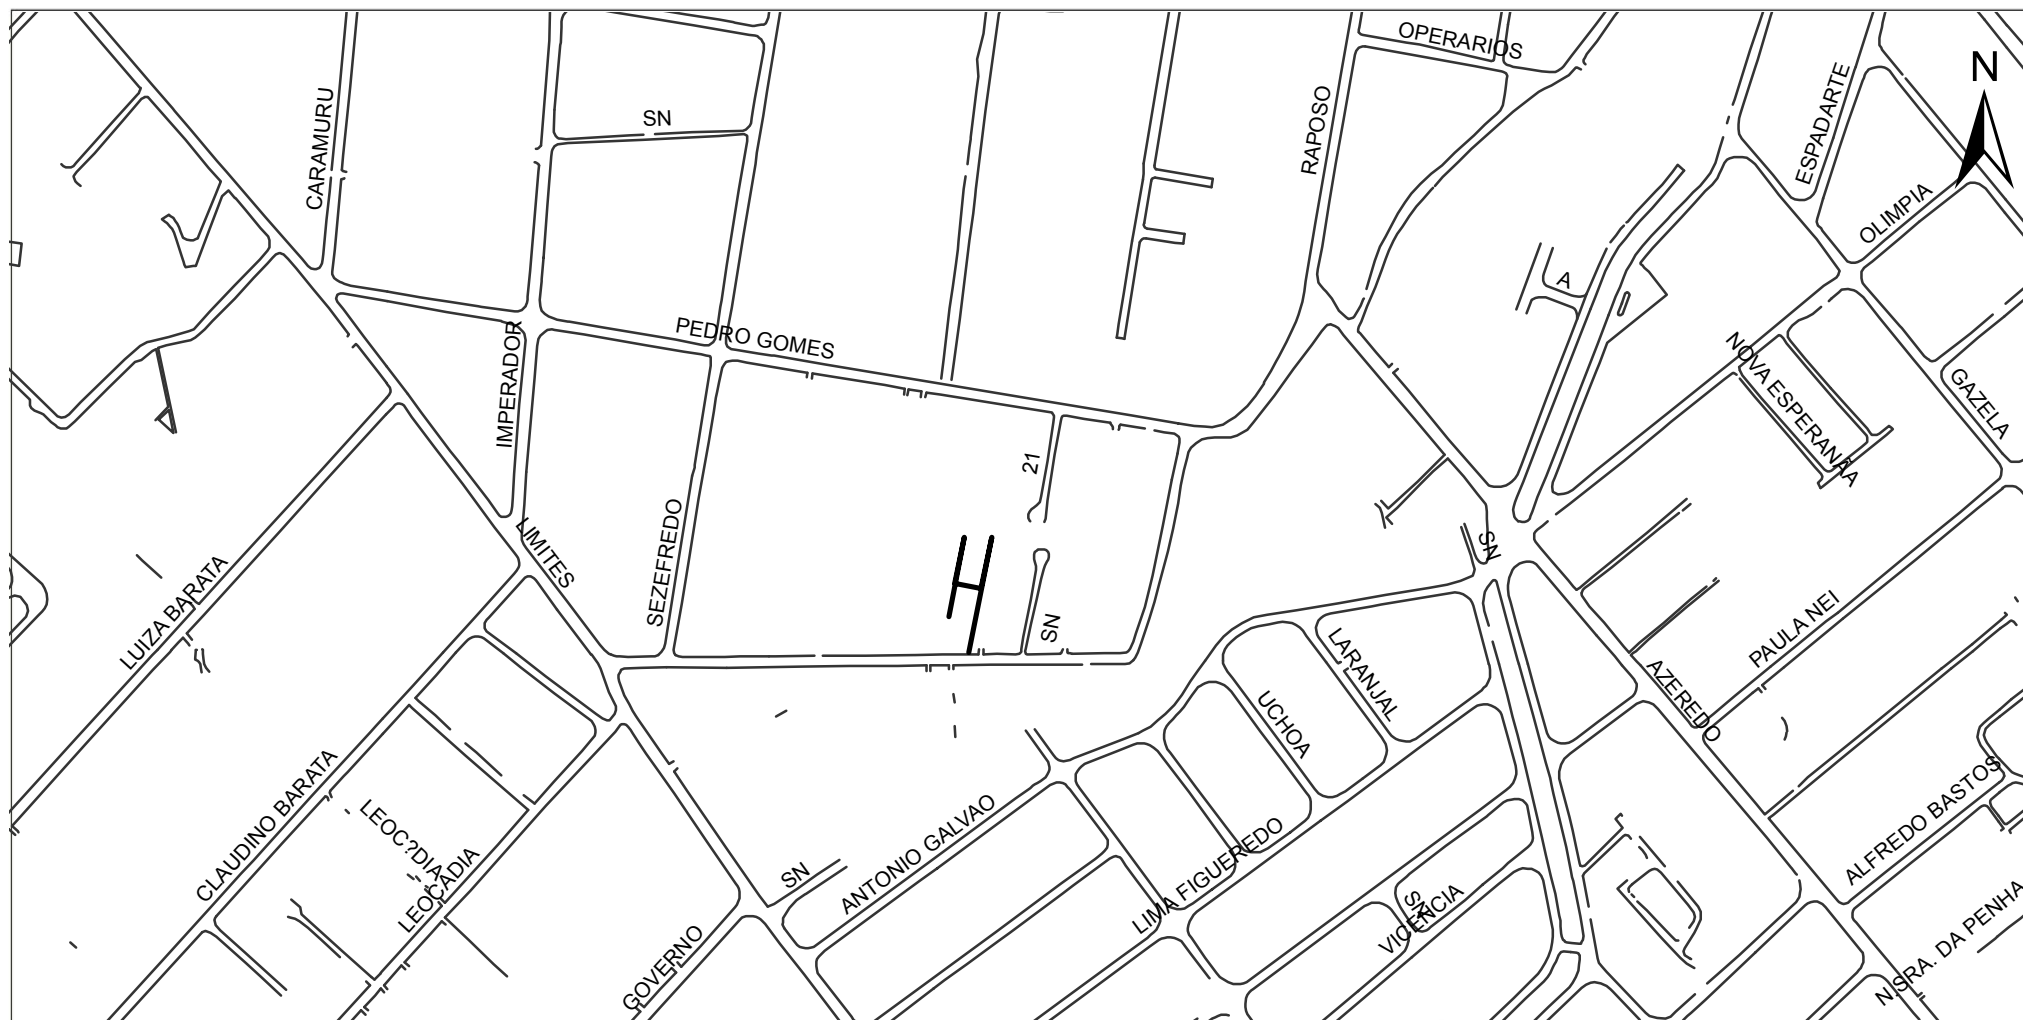 OPERARIOS
N
CARAMURU
SN
RAPOSO
ESPADARTE
OLIMPIA
A
PEDRO GOMES
IMPERADOR
NOVA ESPERANÃA
GAZELA
21
LIMITES
SEZEFREDO
SN
LUIZA BARATA
SN
LARANJAL
PAULA NEI
AZEREDO
UCHOA
CLAUDINO BARATA
LEOC?DIA
LEOCADIA
SN
ANTONIO GALVAO
LIMA FIGUEREDO
ALFREDO BASTOS
SN
VICENCIA
GOVERNO
N.SRA. DA PENHA